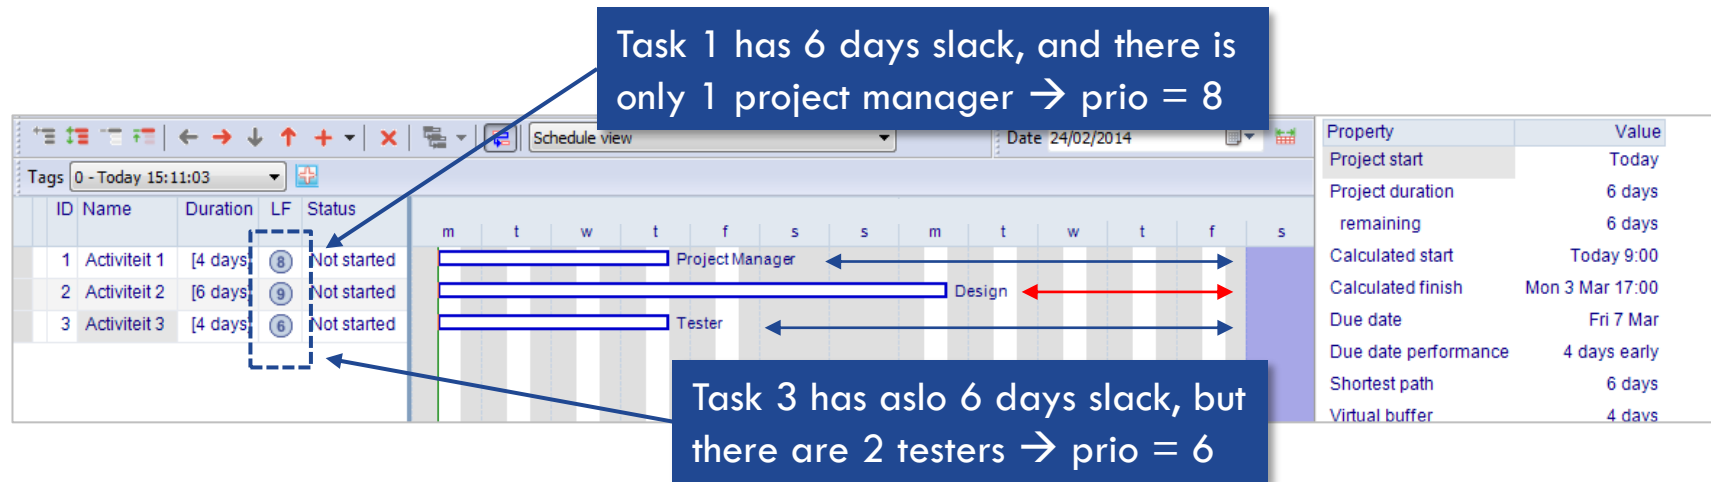 Task 1 has 6 days slack, and there is
only 1 project manager → prio = 8
Schedule view
Date 24/02/2014
Tags 0 - Today 15:11:03
ID Name Duration LF Status
m t w t f s s m t w t f s
1 Activiteit 1 [4 days] 8 Not started
Project Manager
2 Activiteit 2 [6 days] 9 Not started
Design
3 Activiteit 3 [4 days] 6 Not started
Tester
Task 3 has aslo 6 days slack, but
there are 2 testers → prio = 6
Property Value
Project start Today
Project duration 6 days
remaining 6 days
Calculated start Today 9:00
Calculated finish Mon 3 Mar 17:00
Due date Fri 7 Mar
Due date performance 4 days early
Shortest path 6 days
Virtual buffer 4 days